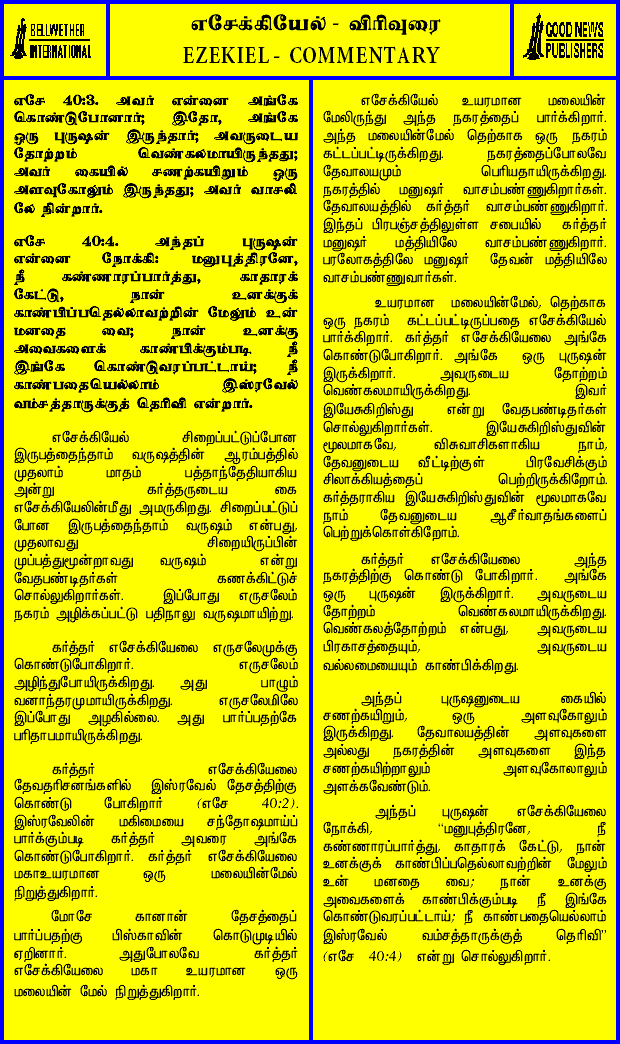 BELLWETHER
INTERNATIONAL
எசேக்கியேல் - விரிவுரை
EZEKIEL - COMMENTARY
GOOD NEWS
PUBLISHERS
எசே 40:3. அவர் என்னை அங்கே
கொண்டுபோனார்; இதோ, அங்கே
ஒரு புருஷன் இருந்தார்; அவருடைய
தோற்றம் வெண்கலமாயிருந்தது;
அவர் கையில் சணற்கயிறும் ஒரு
அளவுகோலும் இருந்தது; அவர் வாசலி
லே நின்றார்.
எசே 40:4. அந்தப் புருஷன்
என்னை நோக்கி: மனுபுத்திரனே,
நீ கண்ணாரப்பார்த்து, காதாரக்
கேட்டு, நான் உனக்குக்
காண்பிப்பதெல்லாவற்றின் மேலும் உன்
மனதை வை; நான் உனக்கு
அவைகளைக் காண்பிக்கும்படி நீ
இங்கே கொண்டுவரப்பட்டாய்; நீ
காண்பதையெல்லாம் இஸ்ரவேல்
வம்சத்தாருக்குத் தெரிவி என்றார்.
எசேக்கியேல் சிறைப்பட்டுப்போன
இருபத்தைந்தாம் வருஷத்தின் ஆரம்பத்தில்
முதலாம் மாதம் பத்தாந்தேதியாகிய
அன்று கர்த்தருடைய கை
எசேக்கியேலின்மீது அமருகிறது. சிறைப்பட்டுப்
போன இருபத்தைந்தாம் வருஷம் என்பது,
முதலாவது சிறையிருப்பின்
முப்பத்துமூன்றாவது வருஷம் என்று
வேதபண்டிதர்கள் கணக்கிட்டுச்
சொல்லுகிறார்கள். இப்போது எருசலேம்
நகரம் அழிக்கப்பட்டு பதினாலு வருஷமாயிற்று.
கர்த்தர் எசேக்கியேலை எருசலேமுக்கு
கொண்டுபோகிறார். எருசலேம்
அழிந்துபோயிருக்கிறது. அது பாழும்
வனாந்தரமுமாயிருக்கிறது. எருசலேமிலே
இப்போது அழகில்லை. அது பார்ப்பதற்கே
பரிதாபமாயிருக்கிறது.
கர்த்தர் எசேக்கியேலை
தேவதரிசனங்களில் இஸ்ரவேல் தேசத்திற்கு
கொண்டு போகிறார் (எசே 40:2).
இஸ்ரவேலின் மகிமையை சந்தோஷமாய்ப்
பார்க்கும்படி கர்த்தர் அவரை அங்கே
கொண்டுபோகிறார். கர்த்தர் எசேக்கியேலை
மகாஉயரமான ஒரு மலையின்மேல்
நிறுத்துகிறார்.
மோசே கானான் தேசத்தைப்
பார்ப்பதற்கு பிஸ்காவின் கொடுமுடியில்
ஏறினார். அதுபோலவே கர்த்தர்
எசேக்கியேலை மகா உயரமான ஒரு
மலையின் மேல் நிறுத்துகிறார்.
எசேக்கியேல் உயரமான மலையின்
மேலிருந்து அந்த நகரத்தைப் பார்க்கிறார்.
அந்த மலையின்மேல் தெற்காக ஒரு நகரம்
கட்டப்பட்டிருக்கிறது. நகரத்தைப்போலவே
தேவாலயமும் பெரியதாயிருக்கிறது.
நகரத்தில் மனுஷர் வாசம்பண்ணுகிறார்கள்.
தேவாலயத்தில் கர்த்தர் வாசம்பண்ணுகிறார்.
இந்தப் பிரபஞ்சத்திலுள்ள சபையில் கர்த்தர்
மனுஷர் மத்தியிலே வாசம்பண்ணுகிறார்.
பரலோகத்திலே மனுஷர் தேவன் மத்தியிலே
வாசம்பண்ணுவார்கள்.
உயரமான மலையின்மேல், தெற்காக
ஒரு நகரம் கட்டப்பட்டிருப்பதை எசேக்கியேல்
பார்க்கிறார். கர்த்தர் எசேக்கியேலை அங்கே
கொண்டுபோகிறார். அங்கே ஒரு புருஷன்
இருக்கிறார். அவருடைய தோற்றம்
வெண்கலமாயிருக்கிறது. இவர்
இயேசுகிறிஸ்து என்று வேதபண்டிதர்கள்
சொல்லுகிறார்கள். இயேசுகிறிஸ்துவின்
மூலமாகவே, விசுவாசிகளாகிய நாம்,
தேவனுடைய வீட்டிற்குள் பிரவேசிக்கும்
சிலாக்கியத்தைப் பெற்றிருக்கிறோம்.
கர்த்தராகிய இயேசுகிறிஸ்துவின் மூலமாகவே
நாம் தேவனுடைய ஆசீர்வாதங்களைப்
பெற்றுக்கொள்கிறோம்.
கர்த்தர் எசேக்கியேலை அந்த
நகரத்திற்கு கொண்டு போகிறார். அங்கே
ஒரு புருஷன் இருக்கிறார். அவருடைய
தோற்றம் வெண்கலமாயிருக்கிறது.
வெண்கலத்தோற்றம் என்பது, அவருடைய
பிரகாசத்தையும், அவருடைய
வல்லமையையும் காண்பிக்கிறது.
அந்தப் புருஷனுடைய கையில்
சணற்கயிறும், ஒரு அளவுகோலும்
இருக்கிறது. தேவாலயத்தின் அளவுகளை
அல்லது நகரத்தின் அளவுகளை இந்த
சணற்கயிற்றாலும் அளவுகோலாலும்
அளக்கவேண்டும்.
அந்தப் புருஷன் எசேக்கியேலை
நோக்கி, "மனுபுத்திரனே, நீ
கண்ணாரப்பார்த்து, காதாரக் கேட்டு, நான்
உனக்குக் காண்பிப்பதெல்லாவற்றின் மேலும்
உன் மனதை வை; நான் உனக்கு
அவைகளைக் காண்பிக்கும்படி நீ இங்கே
கொண்டுவரப்பட்டாய்; நீ காண்பதையெல்லாம்
இஸ்ரவேல் வம்சத்தாருக்குத் தெரிவி"
(எசே 40:4) என்று சொல்லுகிறார்.